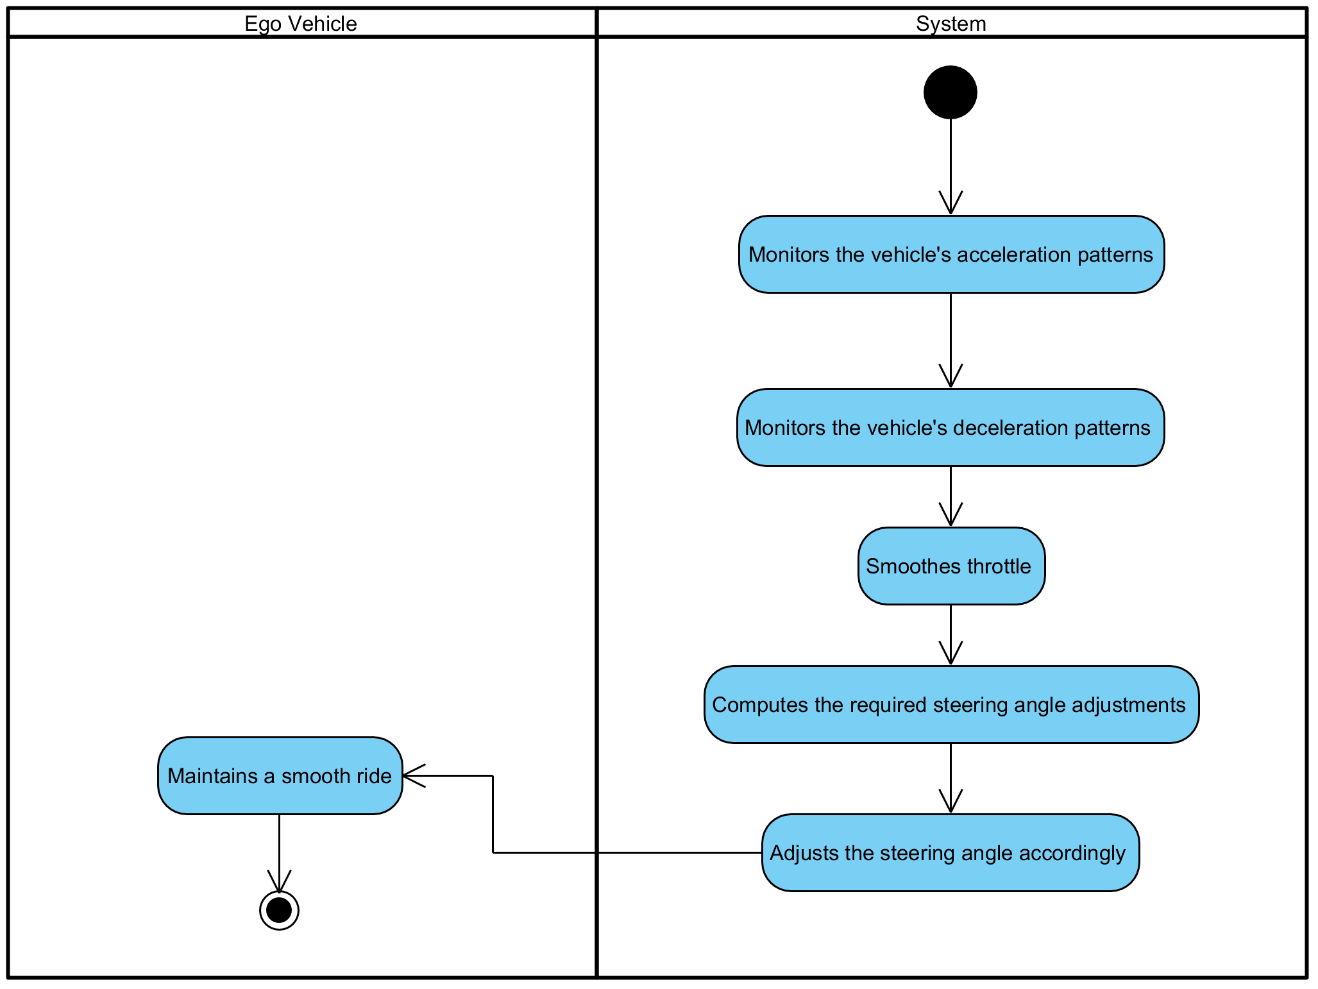 Ego Vehicle
System
Monitors the vehicle's acceleration patterns
Monitors the vehicle's deceleration patterns
Smoothes throttle
Computes the required steering angle adjustments
Maintains a smooth ride
Adjusts the steering angle accordingly